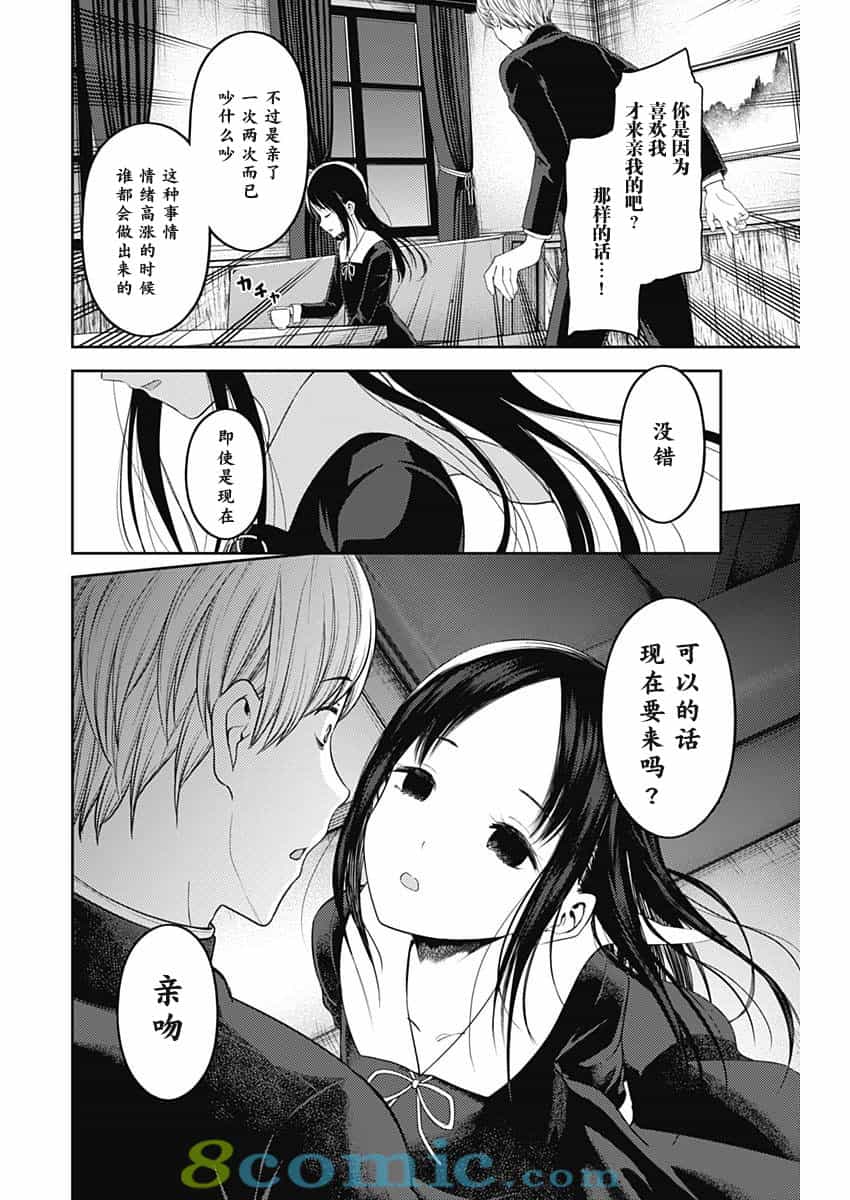 你是因为
喜欢我
才来亲我的吧？
那样的话…！
不过是亲了
一次两次而已
吵什么吵
这种事情
情绪高涨的时候
谁都会做出来的
カチャ
没错
即使是现在
可以的话
现在要来吗？
亲吻
8comic.com